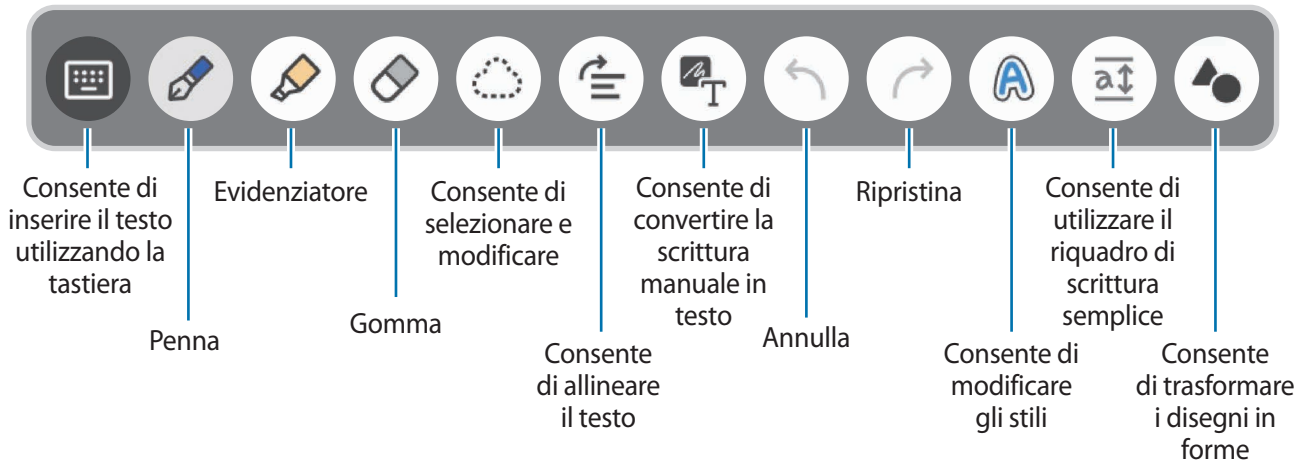 Consente di
inserire il testo
utilizzando la
tastiera
Penna
Evidenziatore
Gomma
Consente di
selezionare e
modificare
Consente
di allineare
il testo
Consente di
convertire la
scrittura
manuale in
testo
Annulla
Ripristina
Consente di
modificare
gli stili
Consente di
utilizzare il
riquadro di
scrittura
semplice
Consente
di trasformare
i disegni in
forme